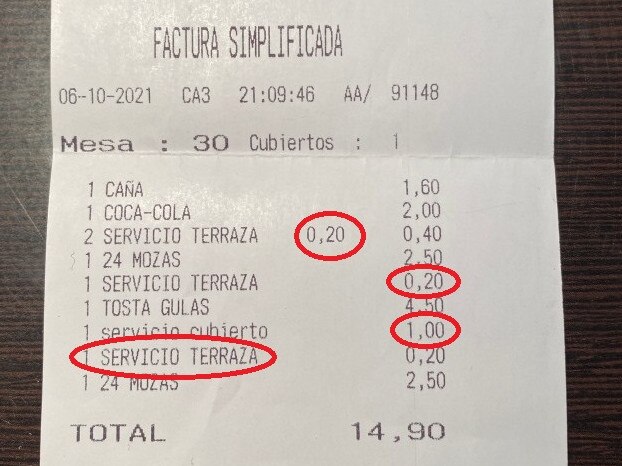 FACTURA SIMPLIFICADA
06-10-2021 CA3 21:09:46 AA/ 91148
Mesa : 30 Cubiertos : 1
1 CAÑA 1,60
1 COCA-COLA 2,00
2 SERVICIO TERRAZA 0,20 0,40
1 24 MOZAS 2,50
1 SERVICIO TERRAZA 0,20
1 TOSTA GULAS 4,50
1 servicio cubierto 1,00
1 SERVICIO TERRAZA 0,20
1 24 MOZAS 2,50
TOTAL 14,90